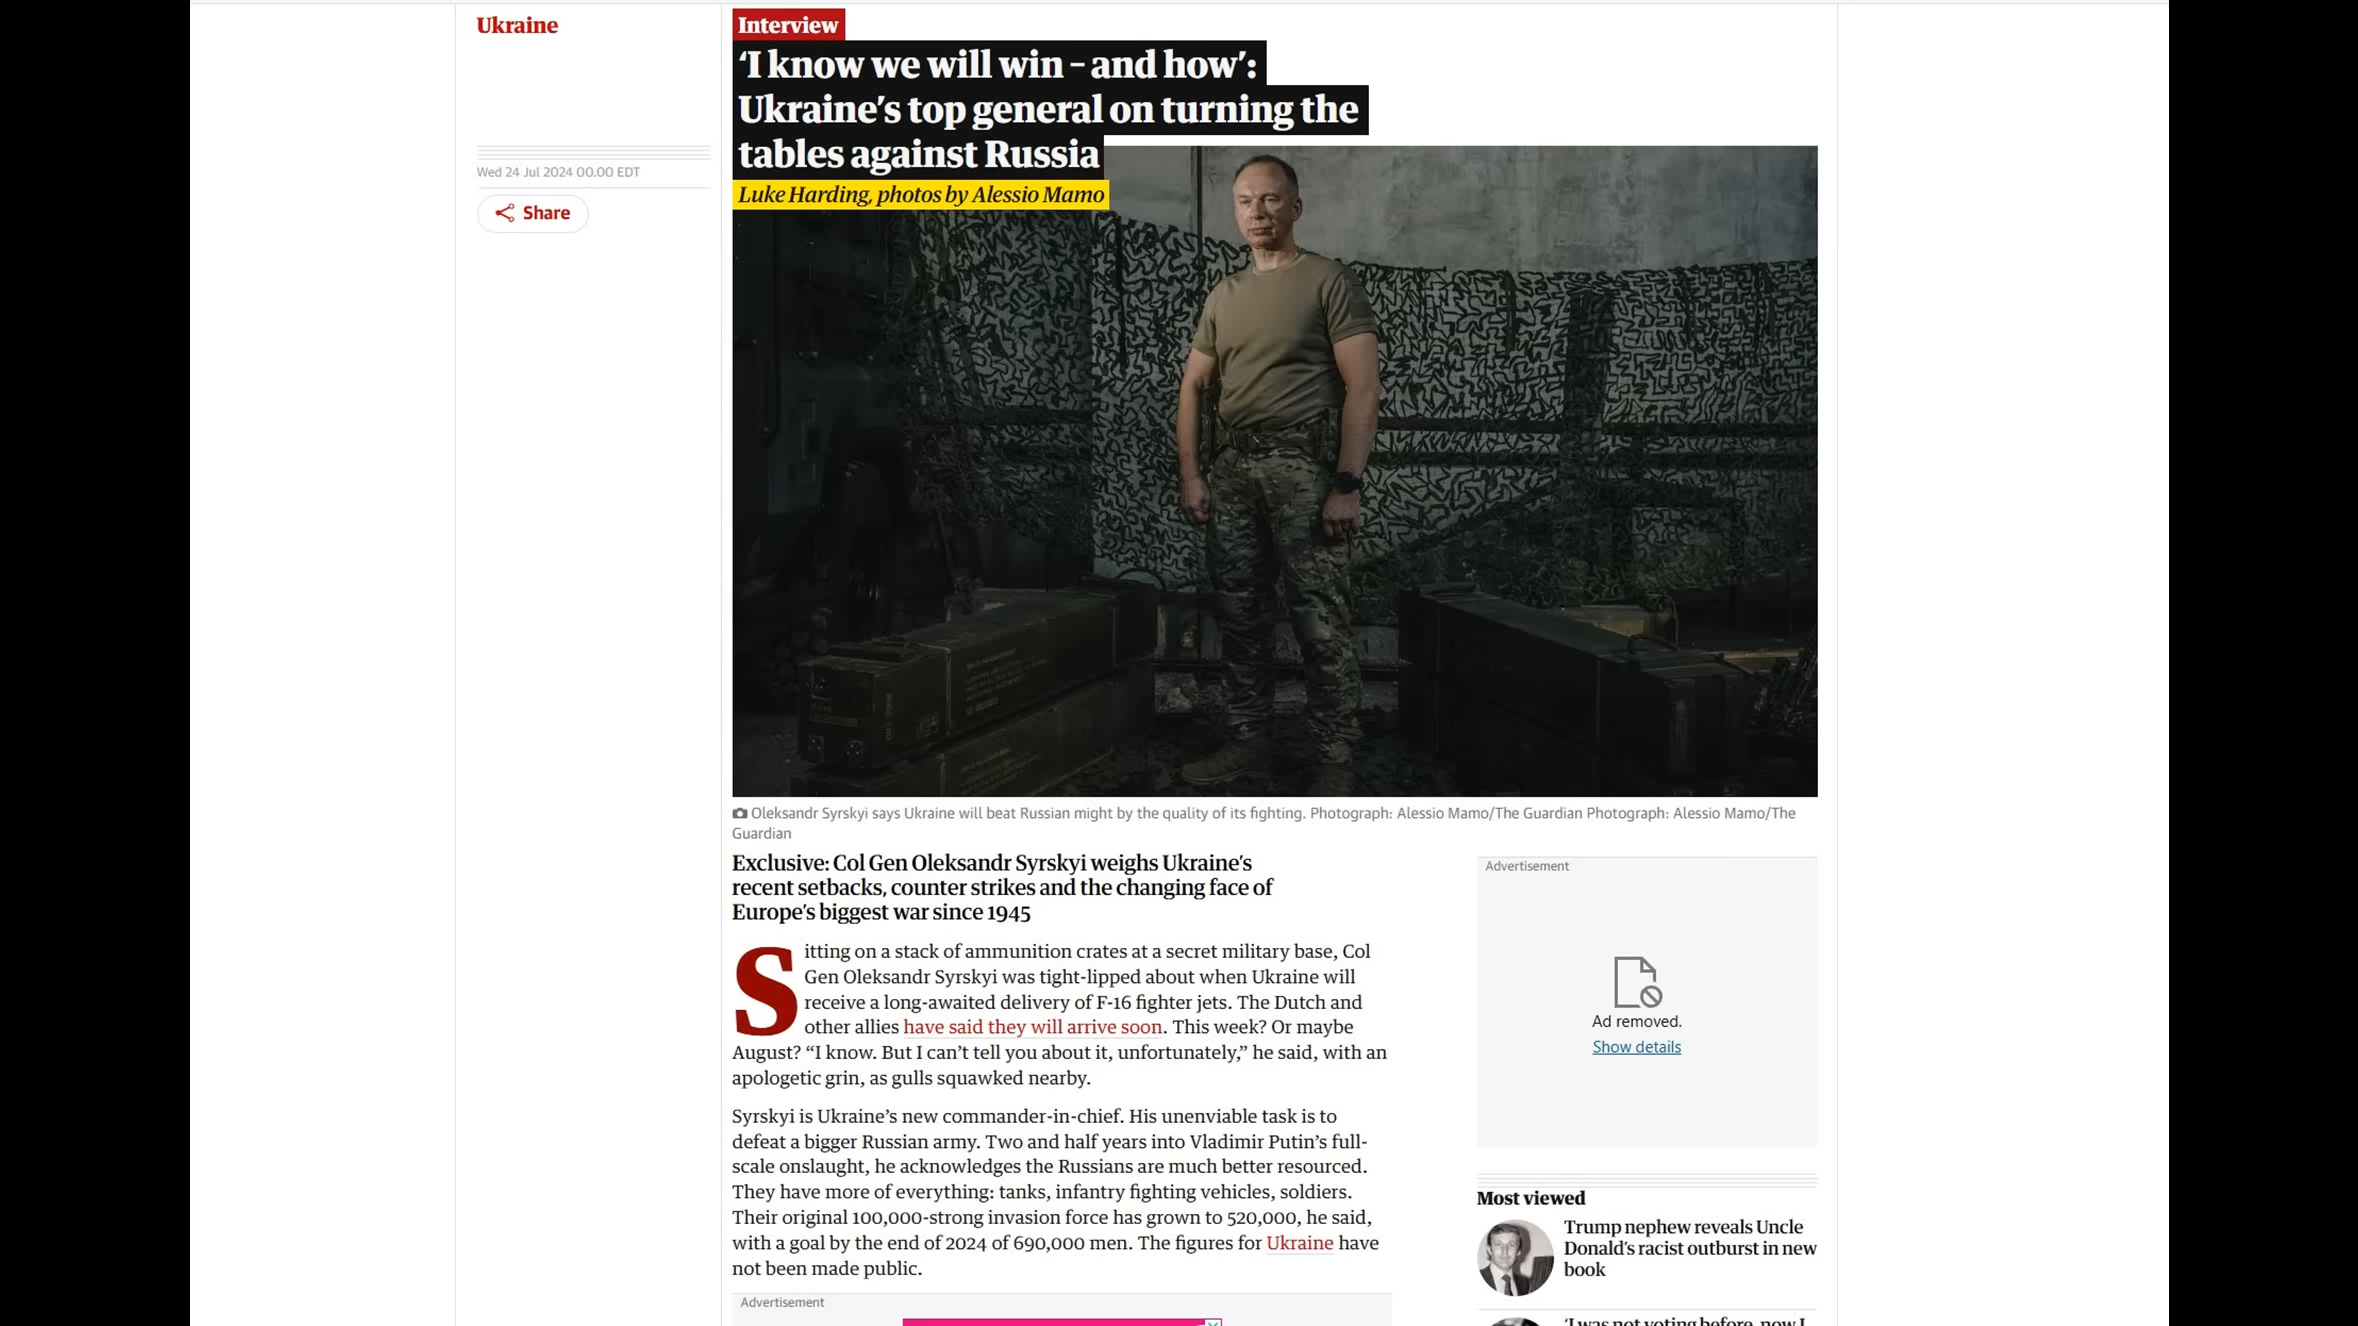 Ukraine
Wed 24 Jul 2024 00.00 EDT
Share
Interview
‘I know we will win – and how’:
Ukraine’s top general on turning the
tables against Russia
Luke Harding, photos by Alessio Mamo
Oleksandr Syrskyi says Ukraine will beat Russian might by the quality of its fighting. Photograph: Alessio Mamo/The Guardian Photograph: Alessio Mamo/The
Guardian
Exclusive: Col Gen Oleksandr Syrskyi weighs Ukraine’s
recent setbacks, counter strikes and the changing face of
Europe’s biggest war since 1945
Sitting on a stack of ammunition crates at a secret military base, Col
Gen Oleksandr Syrskyi was tight-lipped about when Ukraine will
receive a long-awaited delivery of F-16 fighter jets. The Dutch and
other allies have said they will arrive soon. This week? Or maybe
August? “I know. But I can’t tell you about it, unfortunately,” he said, with an
apologetic grin, as gulls squawked nearby.
Syrskyi is Ukraine’s new commander-in-chief. His unenviable task is to
defeat a bigger Russian army. Two and half years into Vladimir Putin’s full-
scale onslaught, he acknowledges the Russians are much better resourced.
They have more of everything: tanks, infantry fighting vehicles, soldiers.
Their original 100,000-strong invasion force has grown to 520,000, he said,
with a goal by the end of 2024 of 690,000 men. The figures for Ukraine have
not been made public.
Advertisement
Advertisement
Ad removed.
Show details
Most viewed
Trump nephew reveals Uncle
Donald’s racist outburst in new
book
‘I was not voting before, now I